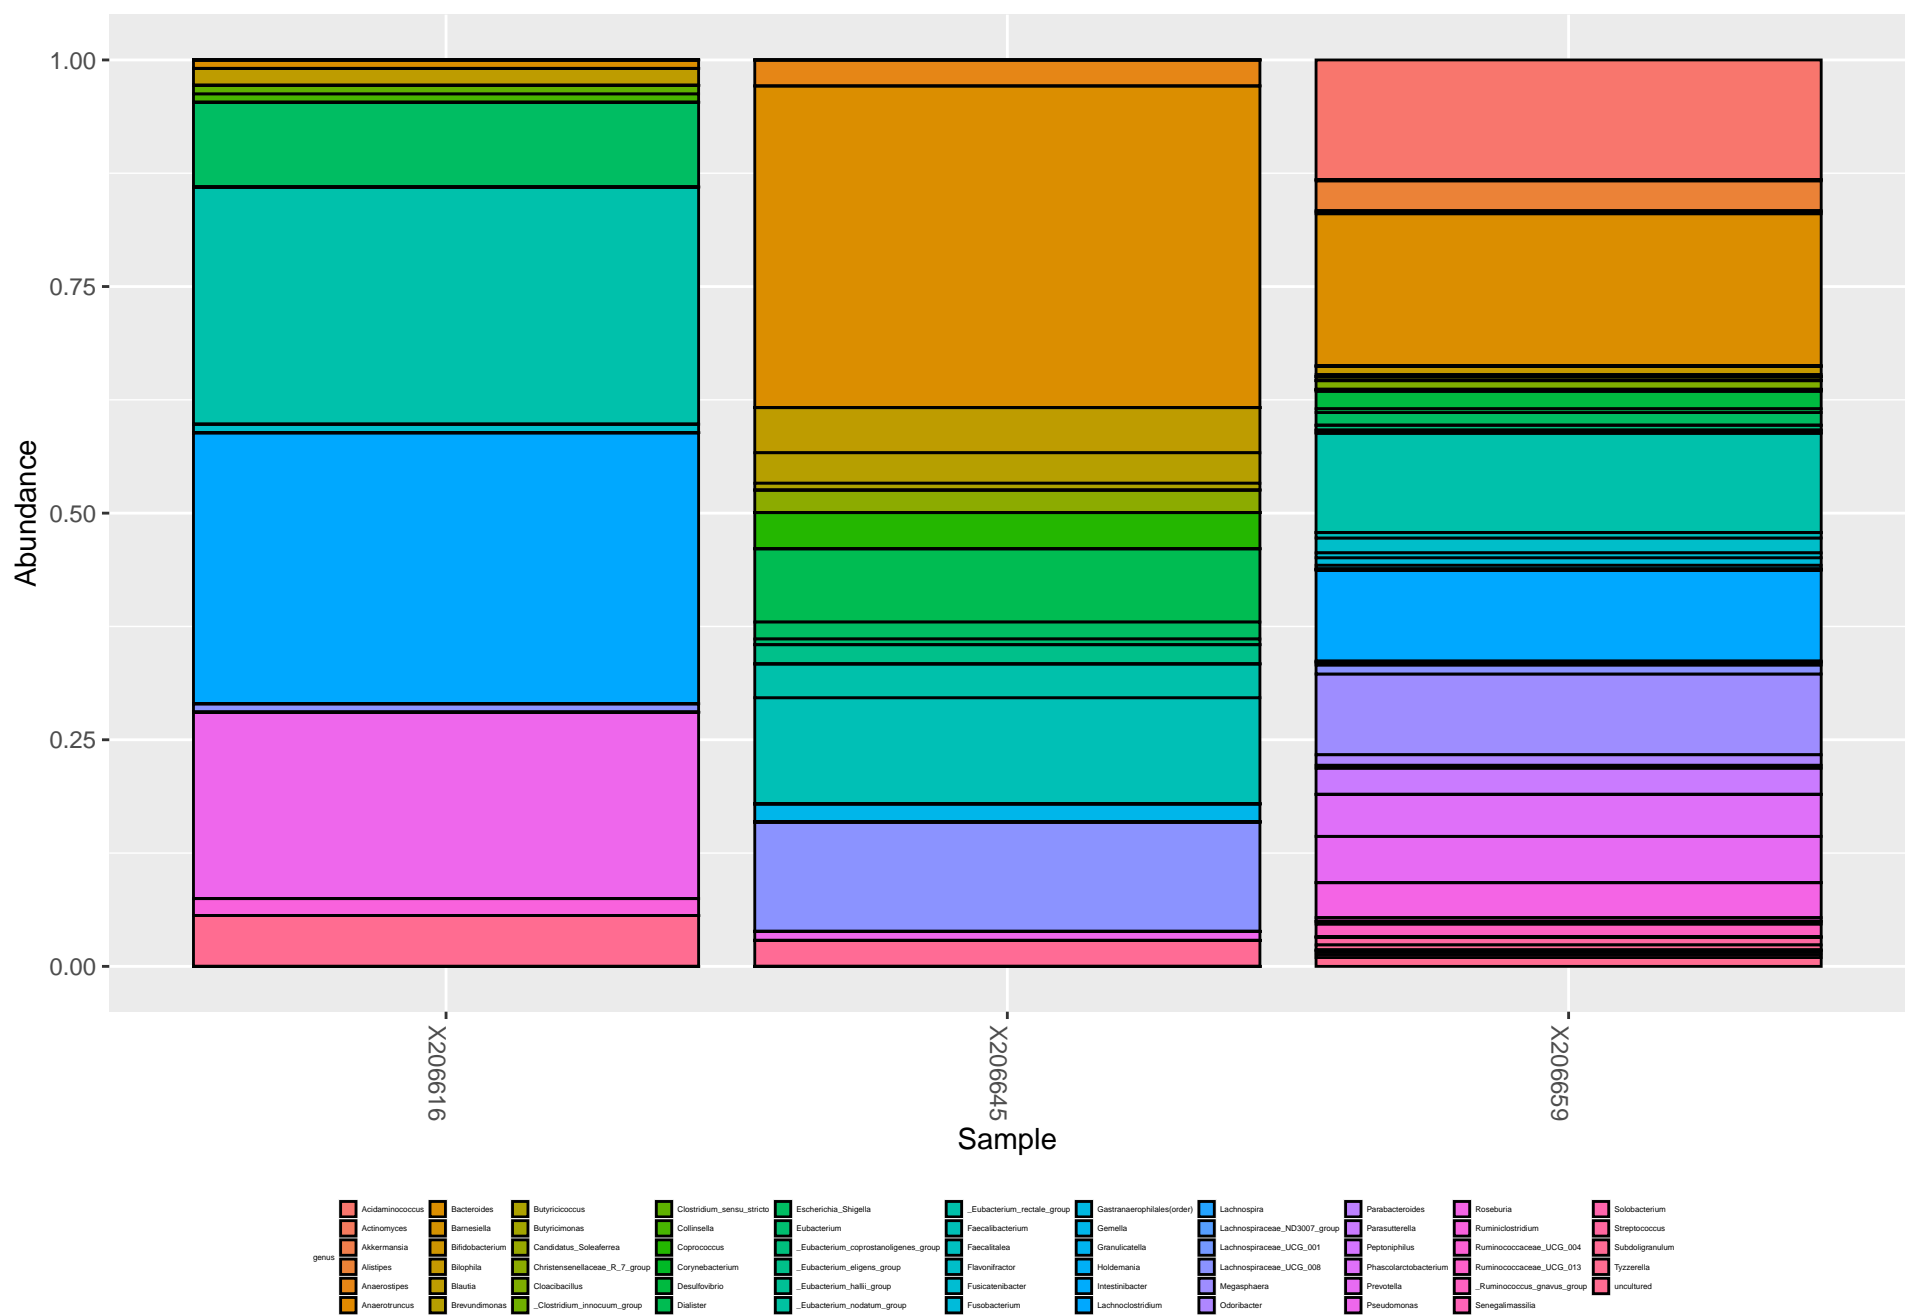 1.00
0.75
0.50
0.25
0.00
Abundance
X206616
X206645
X206659
Sample
genus
Acidaminococcus
Actinomyces
Akkermansia
Alistipes
Anaerostipes
Anaerotruncus
Bacteroides
Barnesiella
Bifidobacterium
Bilophila
Blautia
Brevundimonas
Butyricicoccus
Butyricimonas
Candidatus_Soleaferrea
Christensenellaceae_R_7_group
Cloacibacillus
_Clostridium_innocuum_group
Clostridium_sensu_stricto
Collinsella
Coprococcus
Corynebacterium
Desulfovibrio
Dialister
Escherichia_Shigella
Eubacterium
_Eubacterium_coprostanoligenes_group
_Eubacterium_eligens_group
_Eubacterium_hallii_group
_Eubacterium_nodatum_group
_Eubacterium_rectale_group
Faecalibacterium
Faecalitalea
Flavonifractor
Fusicatenibacter
Fusobacterium
Gastranaerophilales(order)
Gemella
Granulicatella
Holdemania
Intestinibacter
Lachnoclostridium
Lachnospira
Lachnospiraceae_ND3007_group
Lachnospiraceae_UCG_001
Lachnospiraceae_UCG_008
Megasphaera
Odoribacter
Parabacteroides
Parasutterella
Peptoniphilus
Phascolarctobacterium
Prevotella
Pseudomonas
Roseburia
Ruminiclostridium
Ruminococcaceae_UCG_004
Ruminococcaceae_UCG_013
_Ruminococcus_gnavus_group
Senegalimassilia
Solobacterium
Streptococcus
Subdoligranulum
Tyzzerella
uncultured